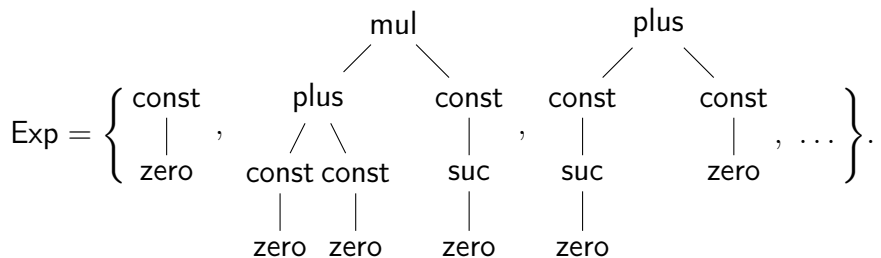 mul plus
const plus const const const
Exp = { , , , … }.
zero const const suc suc zero
zero zero zero zero